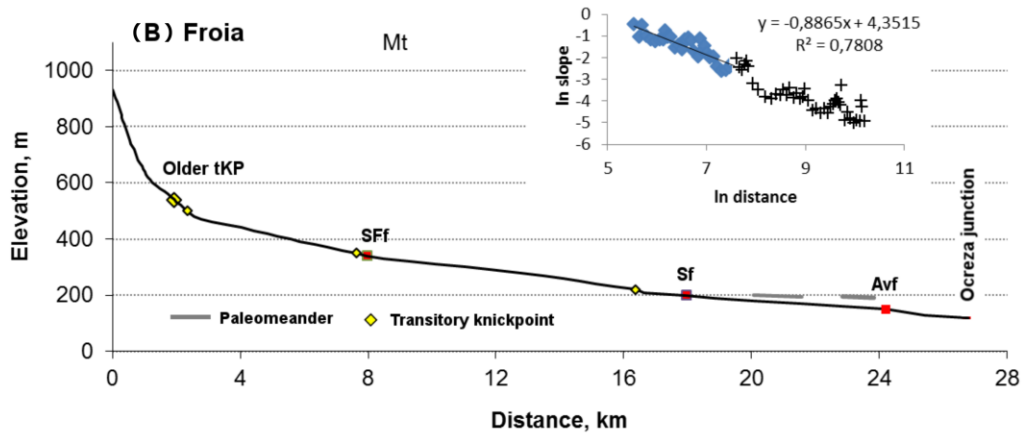 (B) Froia
Mt
1000
800
600
400
200
0
Elevation, m
0
4
8
12
16
20
24
28
Distance, km
Older tKP
SFf
Sf
Avf
Ocreza junction
Paleomeander
Transitory knickpoint
0
-1
-2
-3
-4
-5
-6
ln slope
5
7
9
11
ln distance
y = -0,8865x + 4,3515
R² = 0,7808